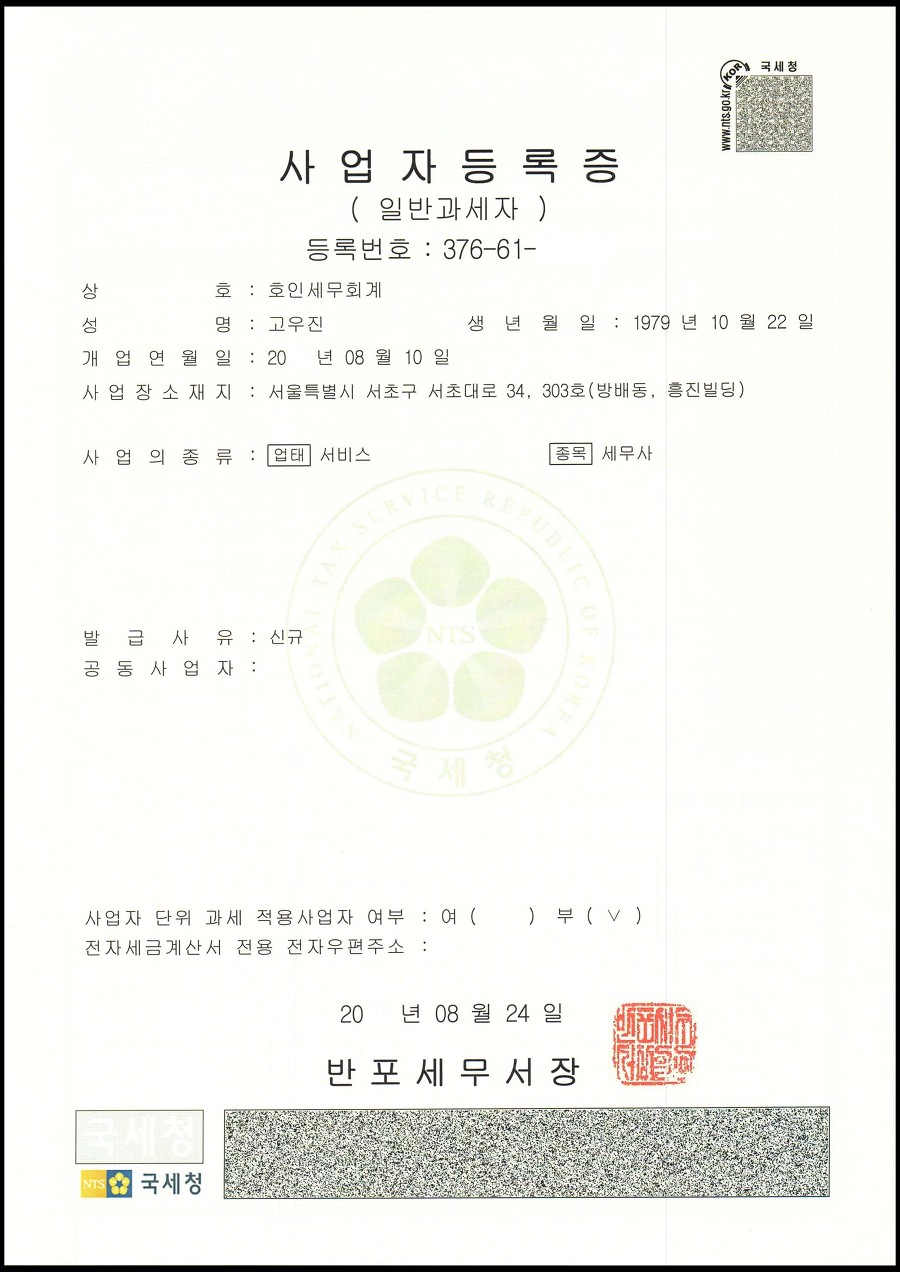 국세청
KOR
www.nts.go.kr
사업자등록증
( 일반과세자 )
등록번호 : 376-61-
상 호 : 호인세무회계
성 명 : 고우진 생 년 월 일 : 1979 년 10 월 22 일
개 업 연 월 일 : 20 년 08 월 10 일
사 업 장 소 재 지 : 서울특별시 서초구 서초대로 34, 303호(방배동, 흥진빌딩)
사 업 의 종 류 : 업태 서비스 종목 세무사
NATIONAL TAX SERVICE REPUBLIC OF KOREA
NTS
국세청
발 급 사 유 : 신규
공 동 사 업 자 :
사업자 단위 과세 적용사업자 여부 : 여 ( ) 부 ( ∨ )
전자세금계산서 전용 전자우편주소 :
20 년 08 월 24 일
반포세무서장
국세청
NTS 국세청